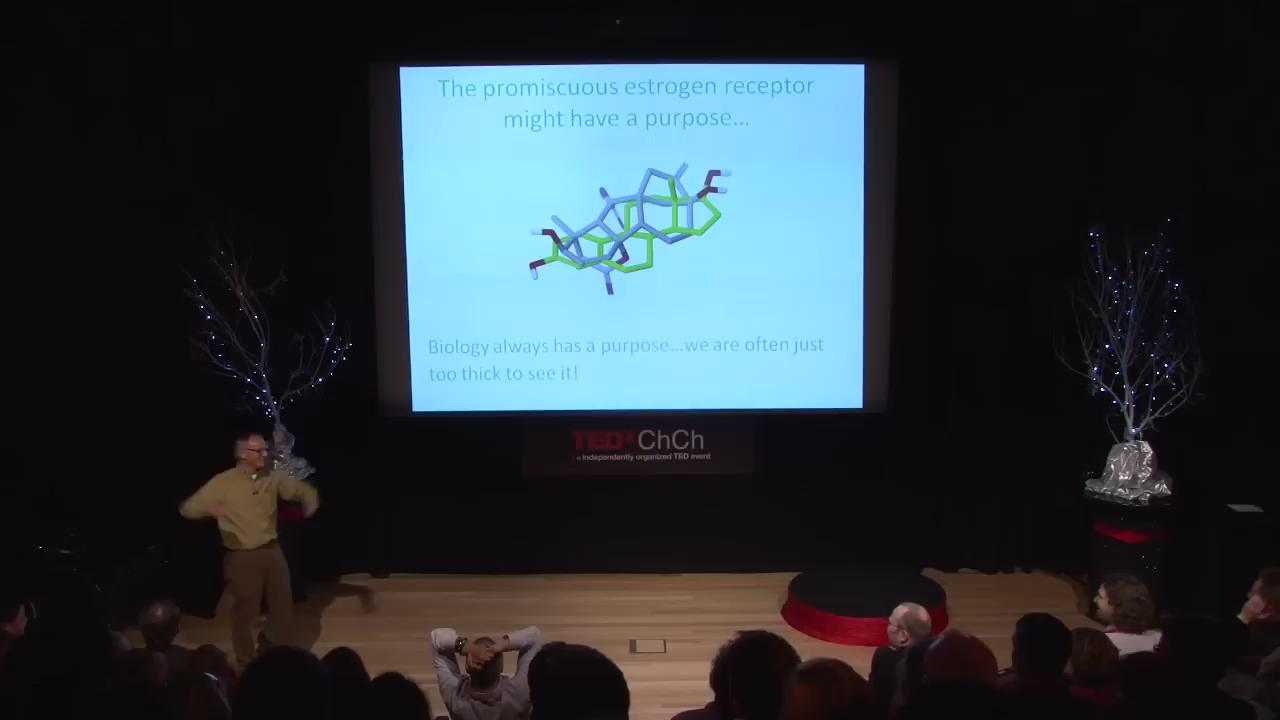 The promiscuous estrogen receptor
might have a purpose...
Biology always has a purpose...we are often just
too thick to see it!
TEDxChCh
independently organized TED event